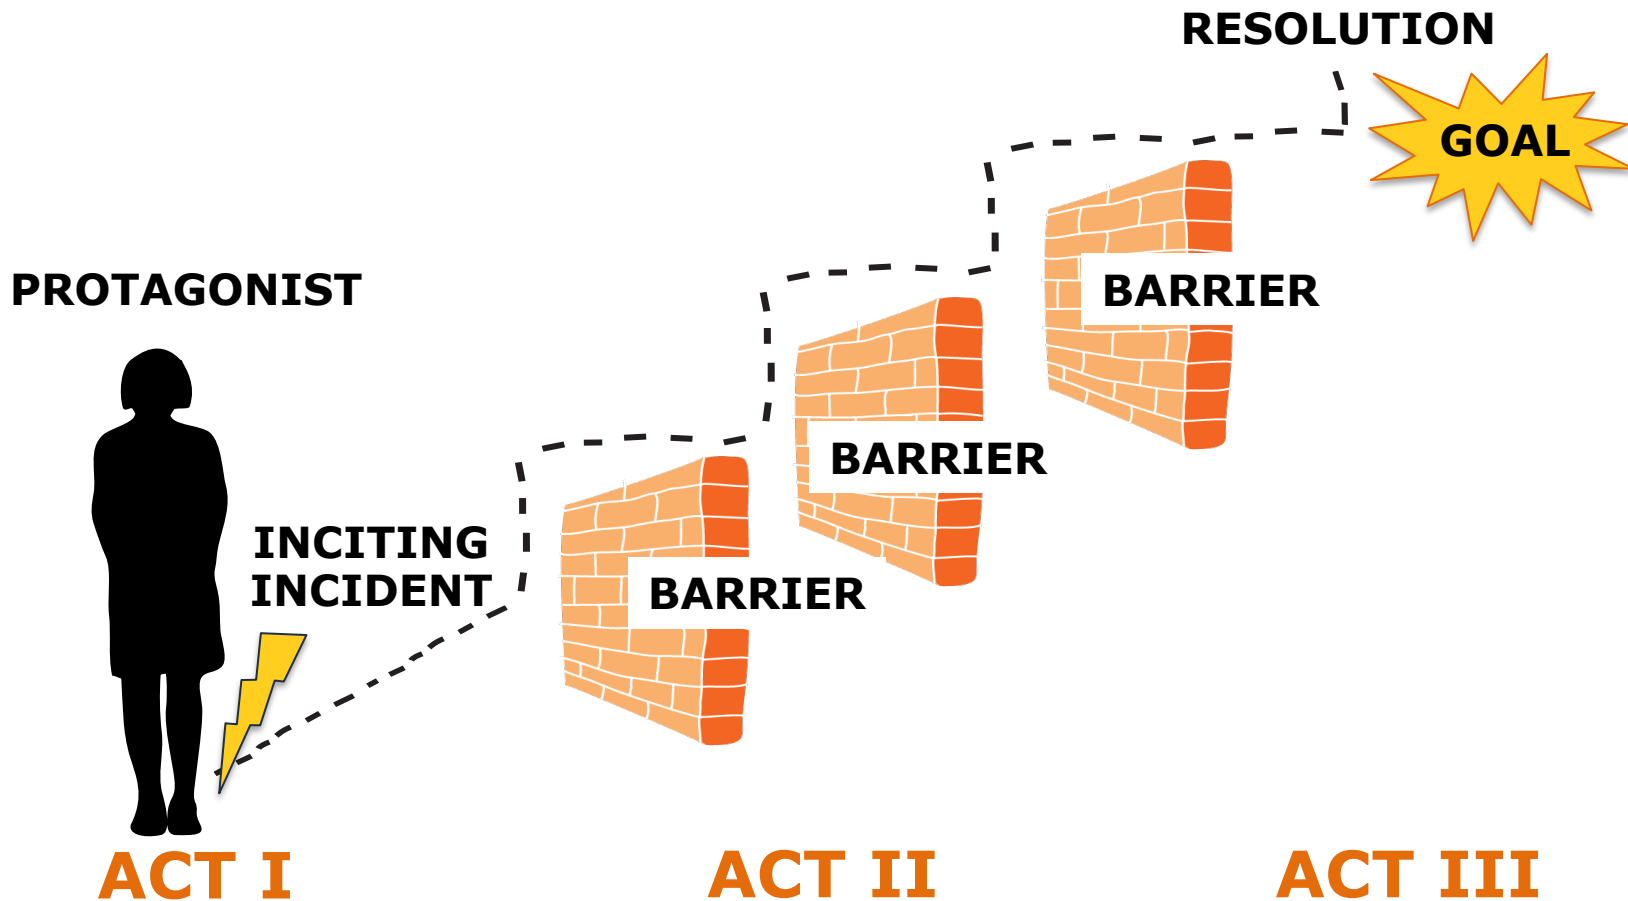 RESOLUTION
GOAL
PROTAGONIST
BARRIER
BARRIER
INCITING
INCIDENT
BARRIER
ACT I
ACT II
ACT III